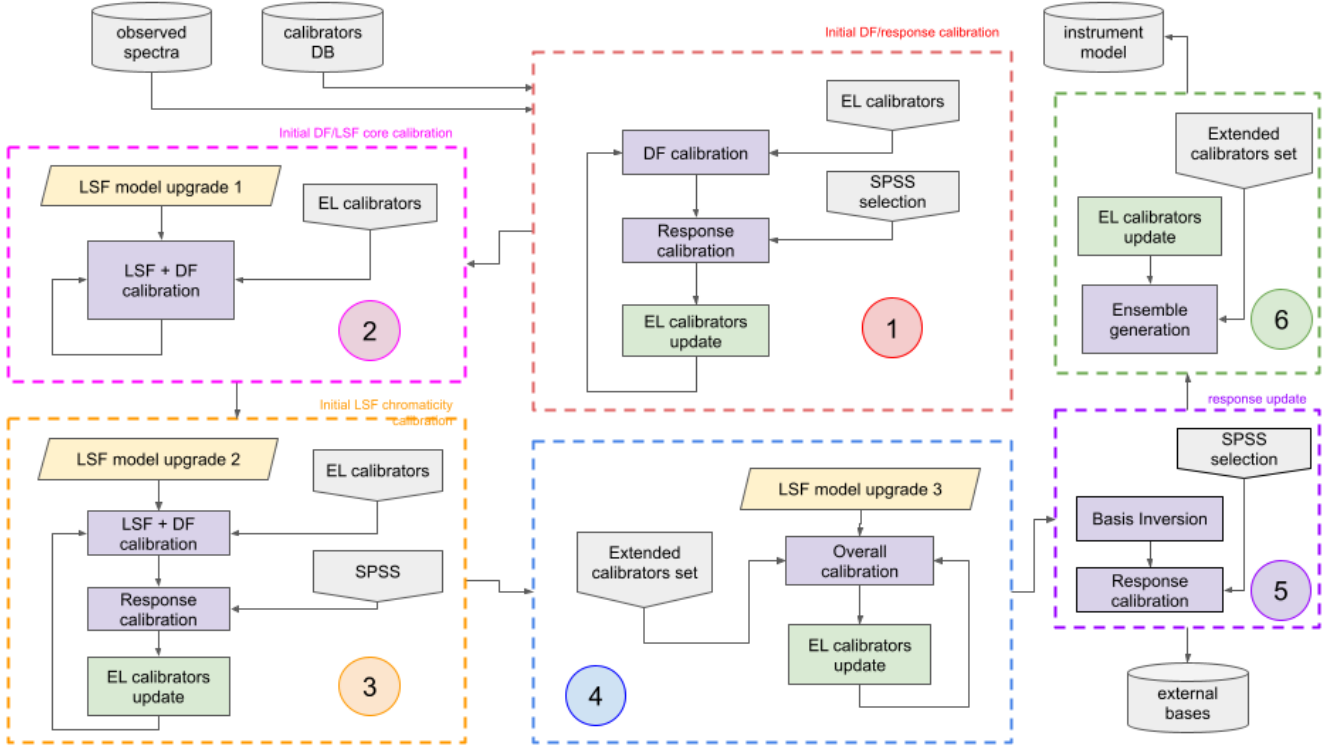 observed
spectra
calibrators
DB
Initial DF/response calibration
instrument
model
EL calibrators
DF calibration
SPSS
selection
Response
calibration
EL calibrators
update
1
Initial DF/LSF core calibration
LSF model upgrade 1
EL calibrators
LSF + DF
calibration
2
Extended
calibrators set
EL calibrators
update
Ensemble
generation
6
Initial LSF chromaticity
calibration
LSF model upgrade 2
EL calibrators
LSF + DF
calibration
SPSS
Response
calibration
EL calibrators
update
3
LSF model upgrade 3
Extended
calibrators set
Overall
calibration
EL calibrators
update
4
response update
SPSS
selection
Basis Inversion
Response
calibration
5
external
bases